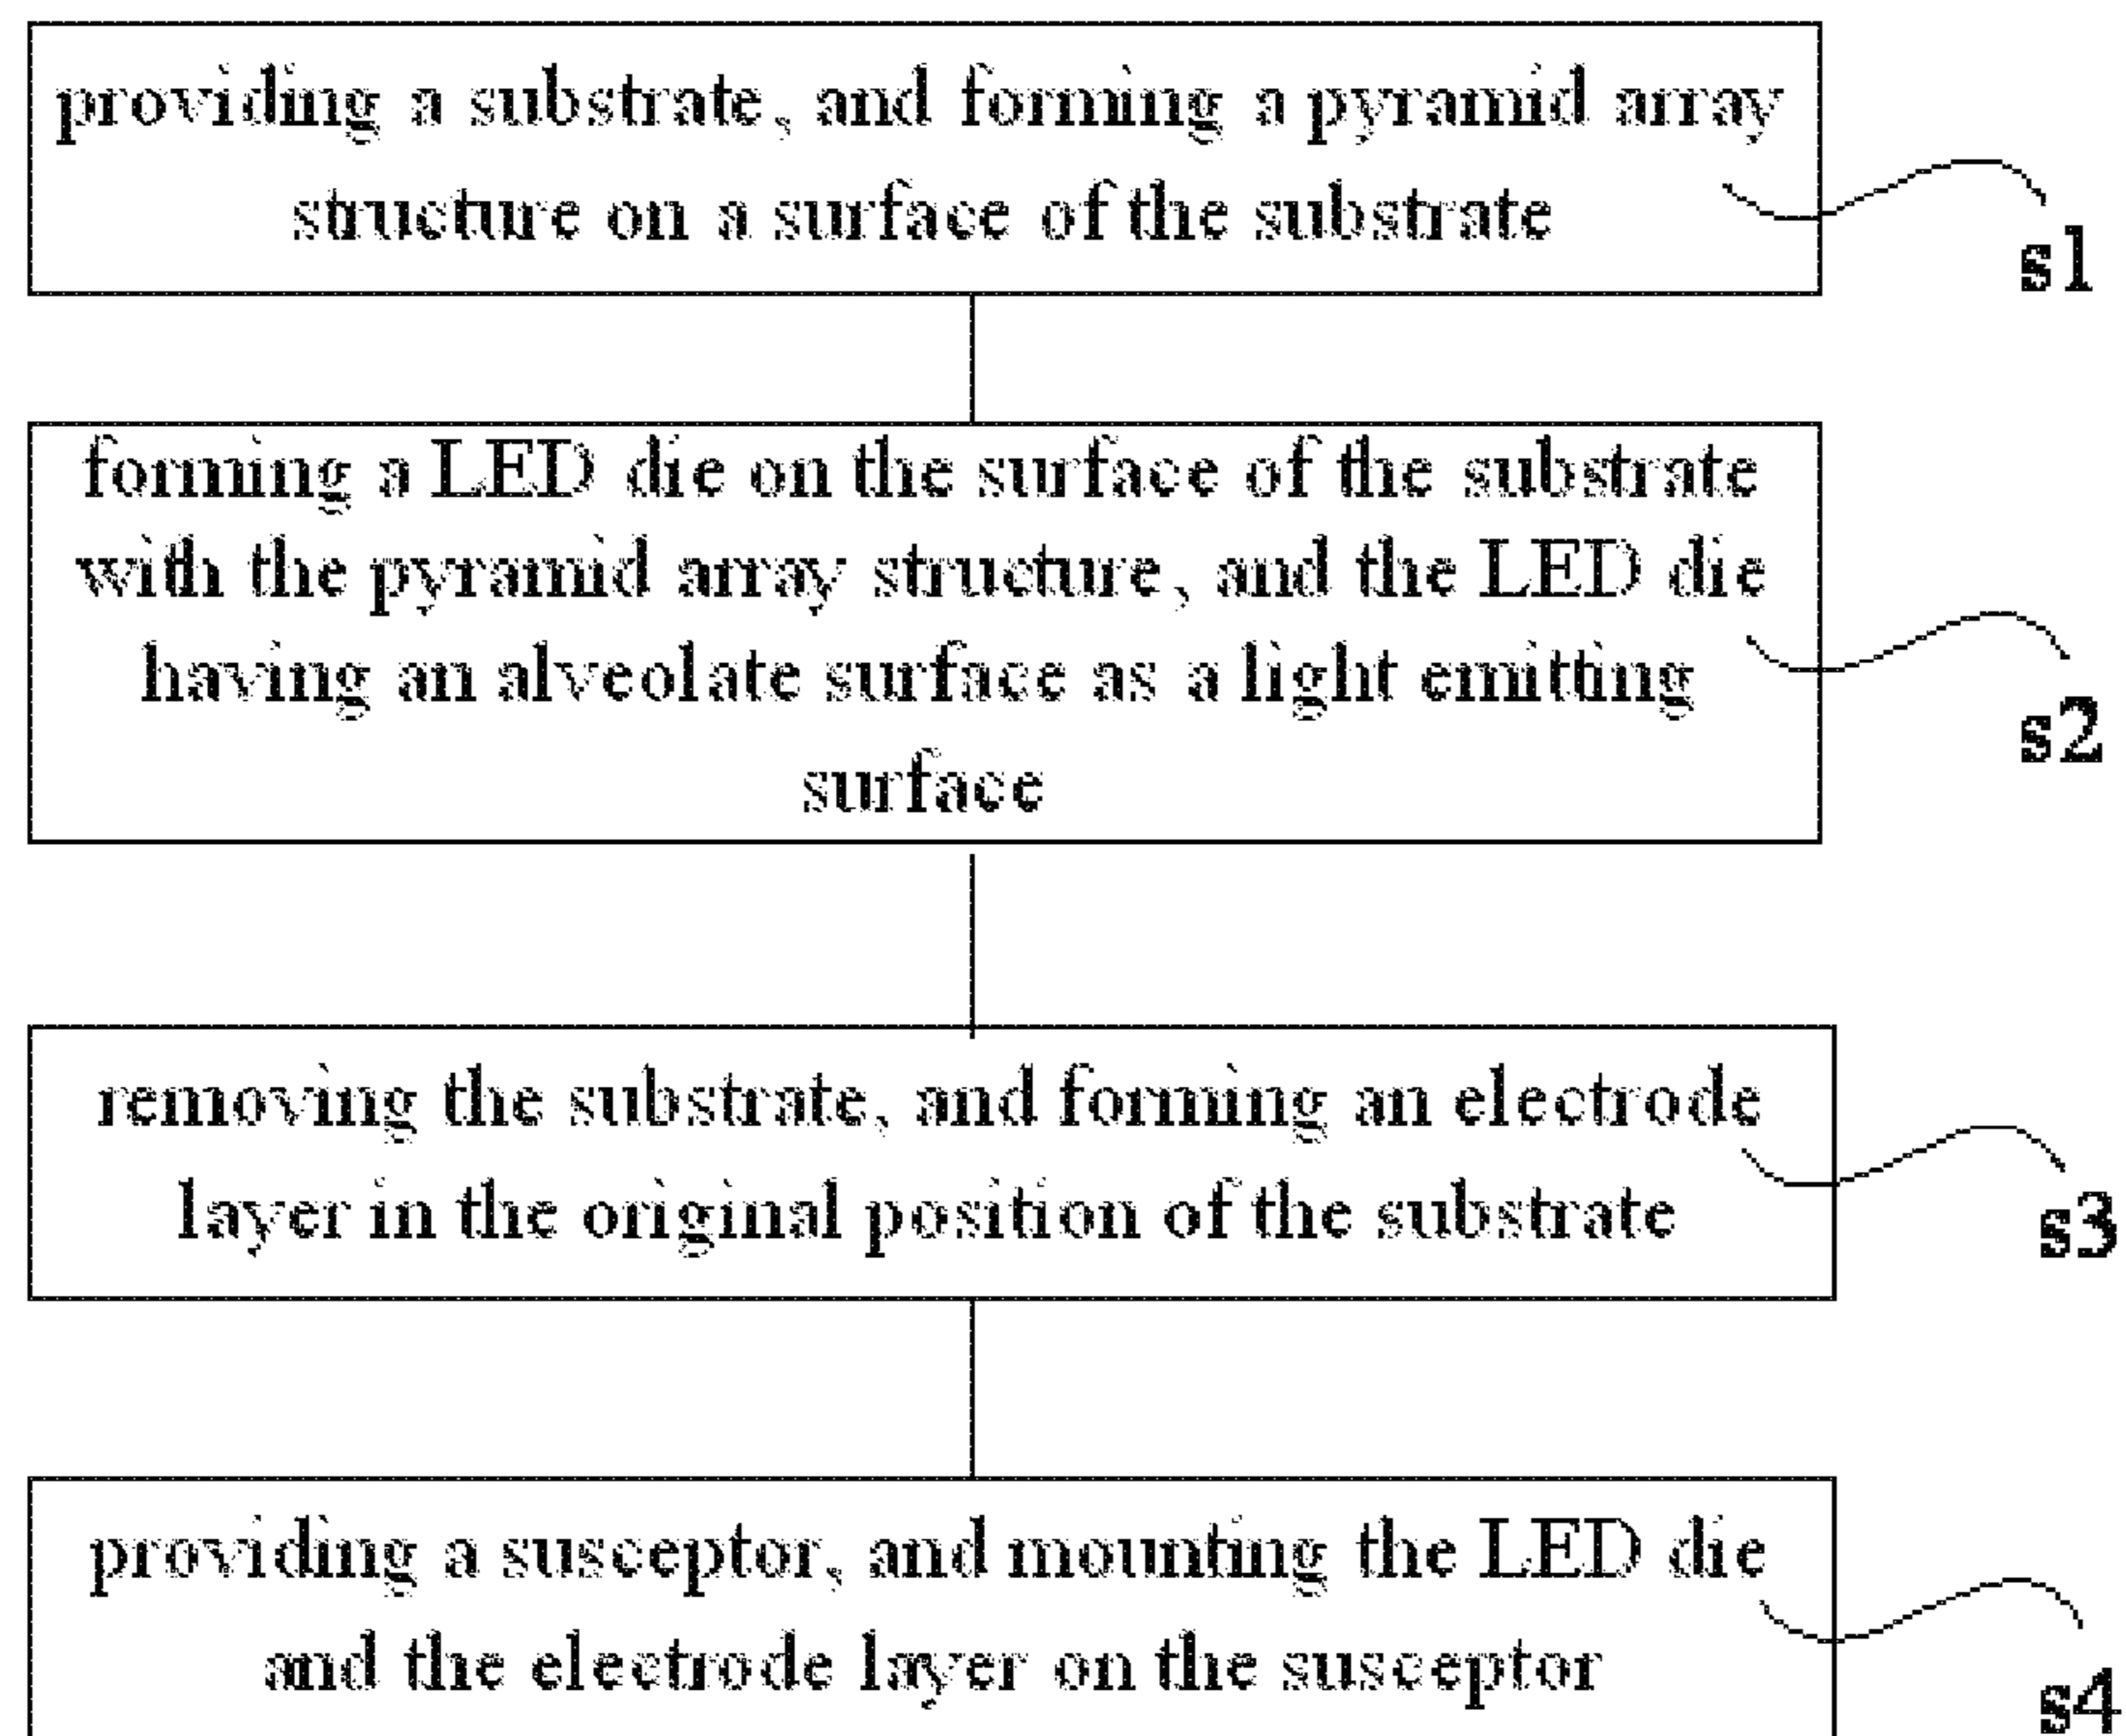 providing a substrate, and forming a pyramid array
structure on a surface of the substrate
s1
forming a LED die on the surface of the substrate
with the pyramid array structure, and the LED die
having an alveolate surface as a light emitting
surface
s2
removing the substrate, and forming an electrode
layer in the original position of the substrate
s3
providing a susceptor, and mounting the LED die
and the electrode layer on the susceptor
s4